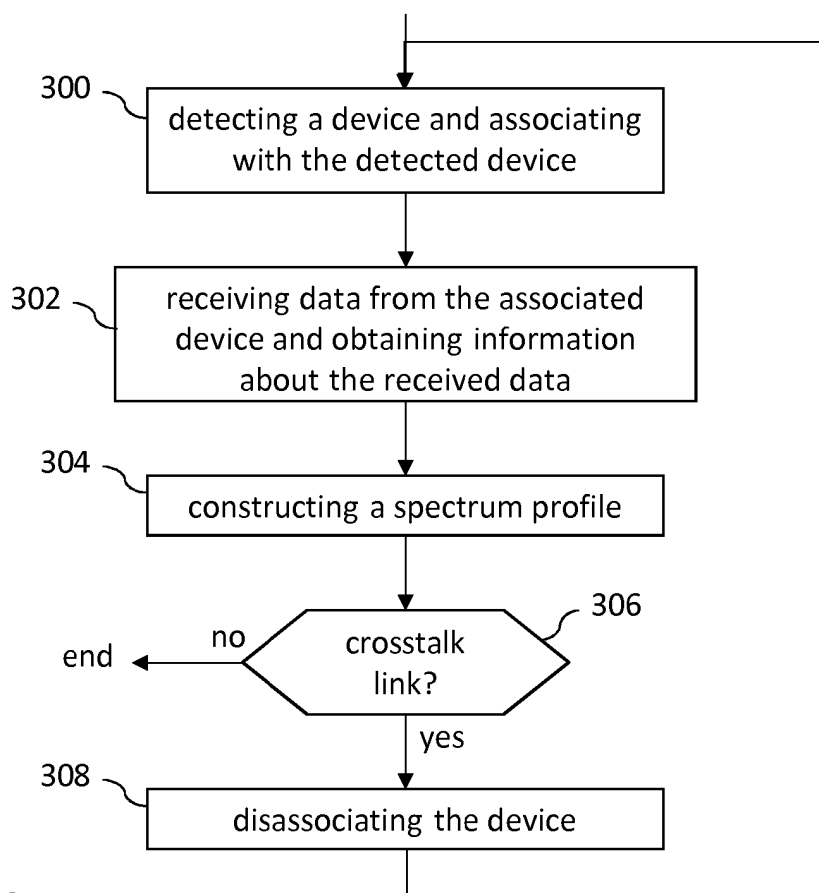 300
detecting a device and associating
with the detected device
302
receiving data from the associated
device and obtaining information
about the received data
304
constructing a spectrum profile
306
crosstalk
link?
no
end
yes
308
disassociating the device